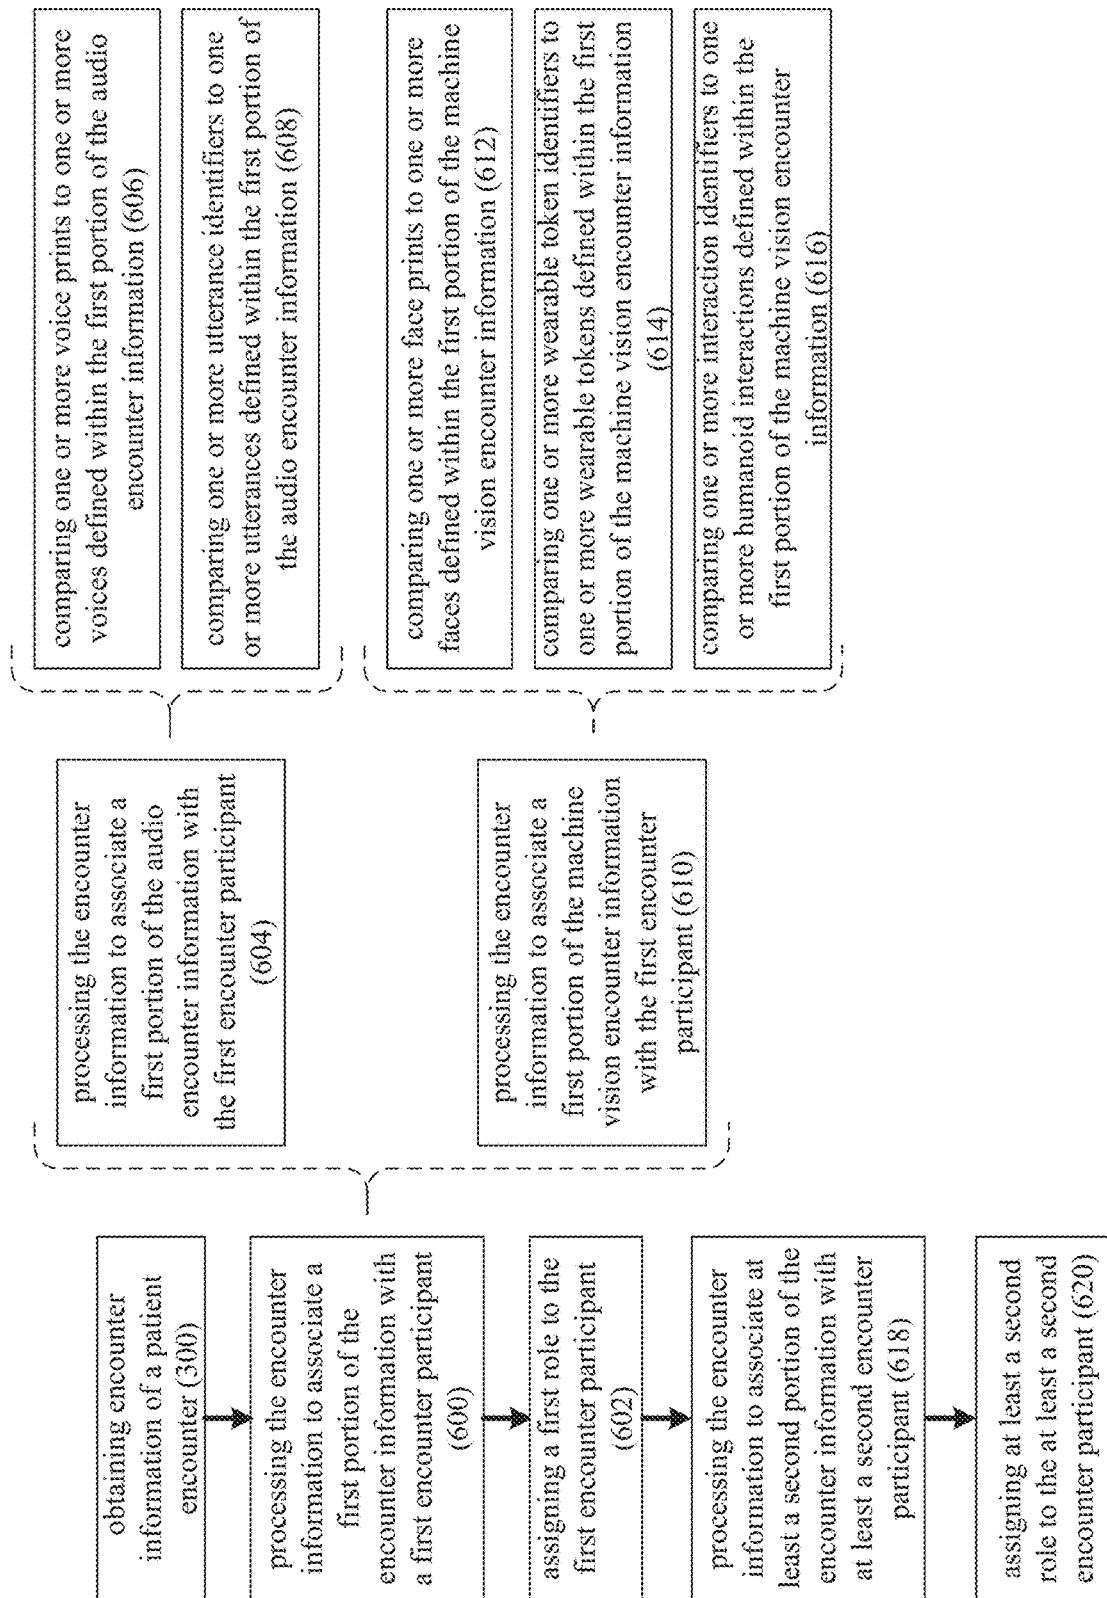 obtaining encounter
information of a patient
encounter (300)
processing the encounter
information to associate a
first portion of the
encounter information with
a first encounter participant
(600)
assigning a first role to the
first encounter participant
(602)
processing the encounter
information to associate at
least a second portion of the
encounter information with
at least a second encounter
participant (618)
assigning at least a second
role to the at least a second
encounter participant (620)
processing the encounter
information to associate a
first portion of the audio
encounter information with
the first encounter participant
(604)
processing the encounter
information to associate a
first portion of the machine
vision encounter information
with the first encounter
participant (610)
comparing one or more voice prints to one or more
voices defined within the first portion of the audio
encounter information (606)
comparing one or more utterance identifiers to one
or more utterances defined within the first portion of
the audio encounter information (608)
comparing one or more face prints to one or more
faces defined within the first portion of the machine
vision encounter information (612)
comparing one or more wearable token identifiers to
one or more wearable tokens defined within the first
portion of the machine vision encounter information
(614)
comparing one or more interaction identifiers to one
or more humanoid interactions defined within the
first portion of the machine vision encounter
information (616)